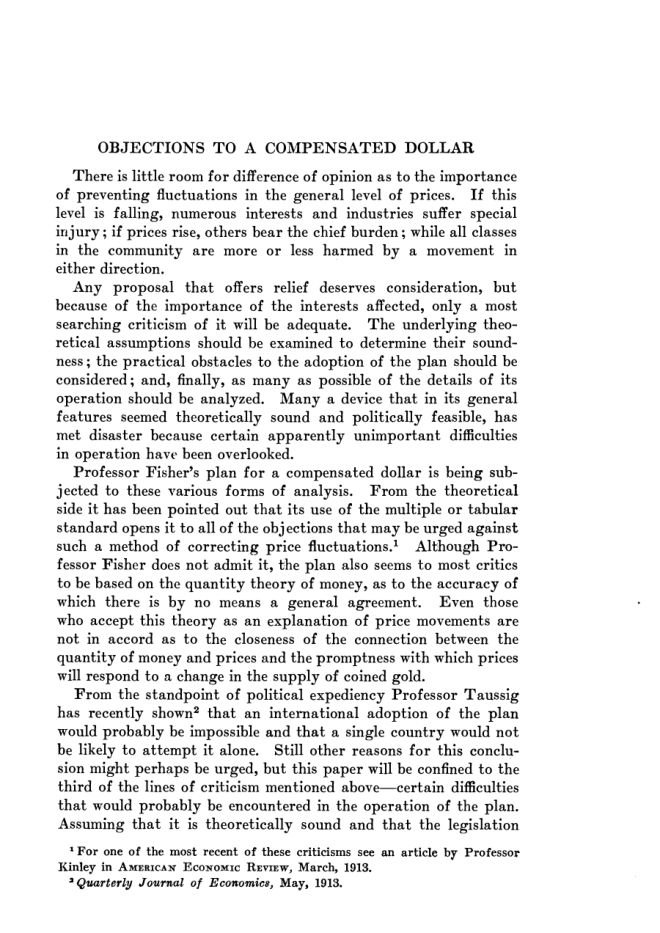 OBJECTIONS TO A COMPENSATED DOLLAR
There is little room for difference of opinion as to the importance
of preventing fluctuations in the general level of prices. If this
level is falling, numerous interests and industries suffer special
injury; if prices rise, others bear the chief burden; while all classes
in the community are more or less harmed by a movement in
either direction.
Any proposal that offers relief deserves consideration, but
because of the importance of the interests affected, only a most
searching criticism of it will be adequate. The underlying theo-
retical assumptions should be examined to determine their sound-
ness; the practical obstacles to the adoption of the plan should be
considered; and, finally, as many as possible of the details of its
operation should be analyzed. Many a device that in its general
features seemed theoretically sound and politically feasible, has
met disaster because certain apparently unimportant difficulties
in operation have been overlooked.
Professor Fisher's plan for a compensated dollar is being sub-
jected to these various forms of analysis. From the theoretical
side it has been pointed out that its use of the multiple or tabular
standard opens it to all of the objections that may be urged against
such a method of correcting price fluctuations.¹ Although Pro-
fessor Fisher does not admit it, the plan also seems to most critics
to be based on the quantity theory of money, as to the accuracy of
which there is by no means a general agreement. Even those
who accept this theory as an explanation of price movements are
not in accord as to the closeness of the connection between the
quantity of money and prices and the promptness with which prices
will respond to a change in the supply of coined gold.
From the standpoint of political expediency Professor Taussig
has recently shown² that an international adoption of the plan
would probably be impossible and that a single country would not
be likely to attempt it alone. Still other reasons for this conclu-
sion might perhaps be urged, but this paper will be confined to the
third of the lines of criticism mentioned above—certain difficulties
that would probably be encountered in the operation of the plan.
Assuming that it is theoretically sound and that the legislation
¹ For one of the most recent of these criticisms see an article by Professor
Kinley in AMERICAN ECONOMIC REVIEW, March, 1913.
² Quarterly Journal of Economics, May, 1913.